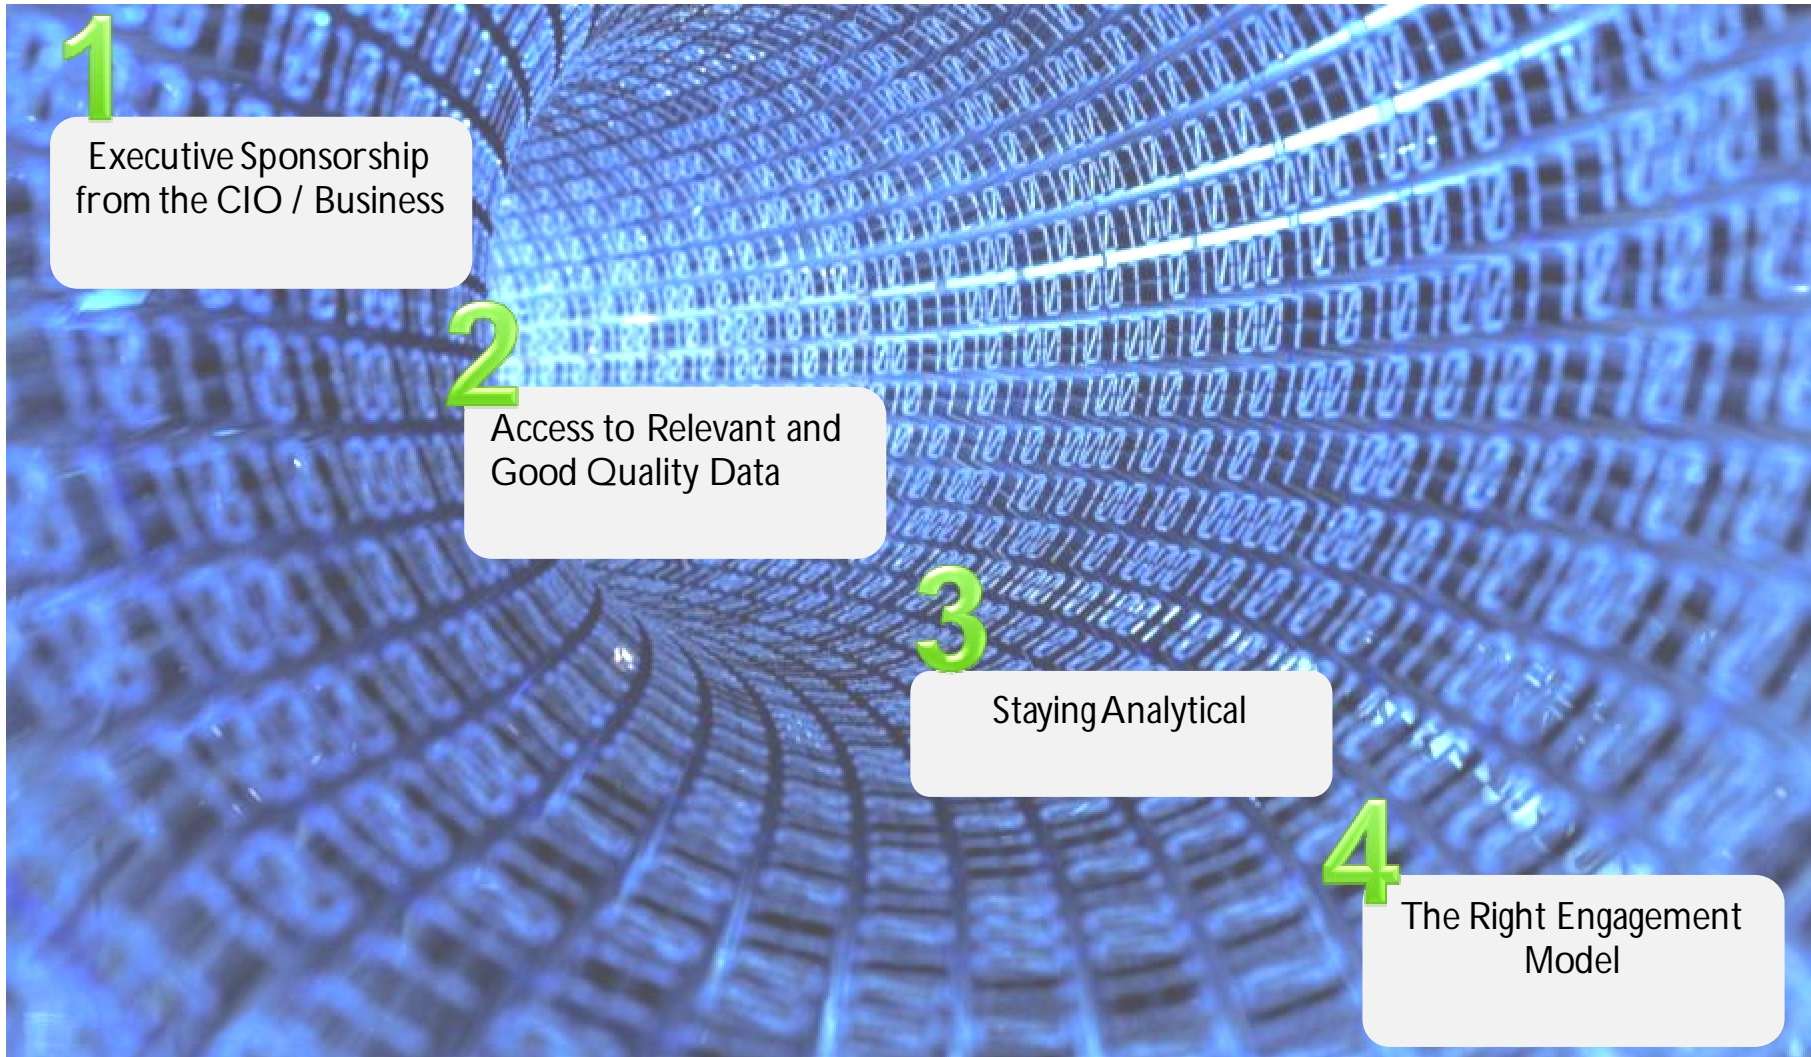 1
Executive Sponsorship
from the CIO / Business
2
Access to Relevant and
Good Quality Data
3
Staying Analytical
4
The Right Engagement
Model